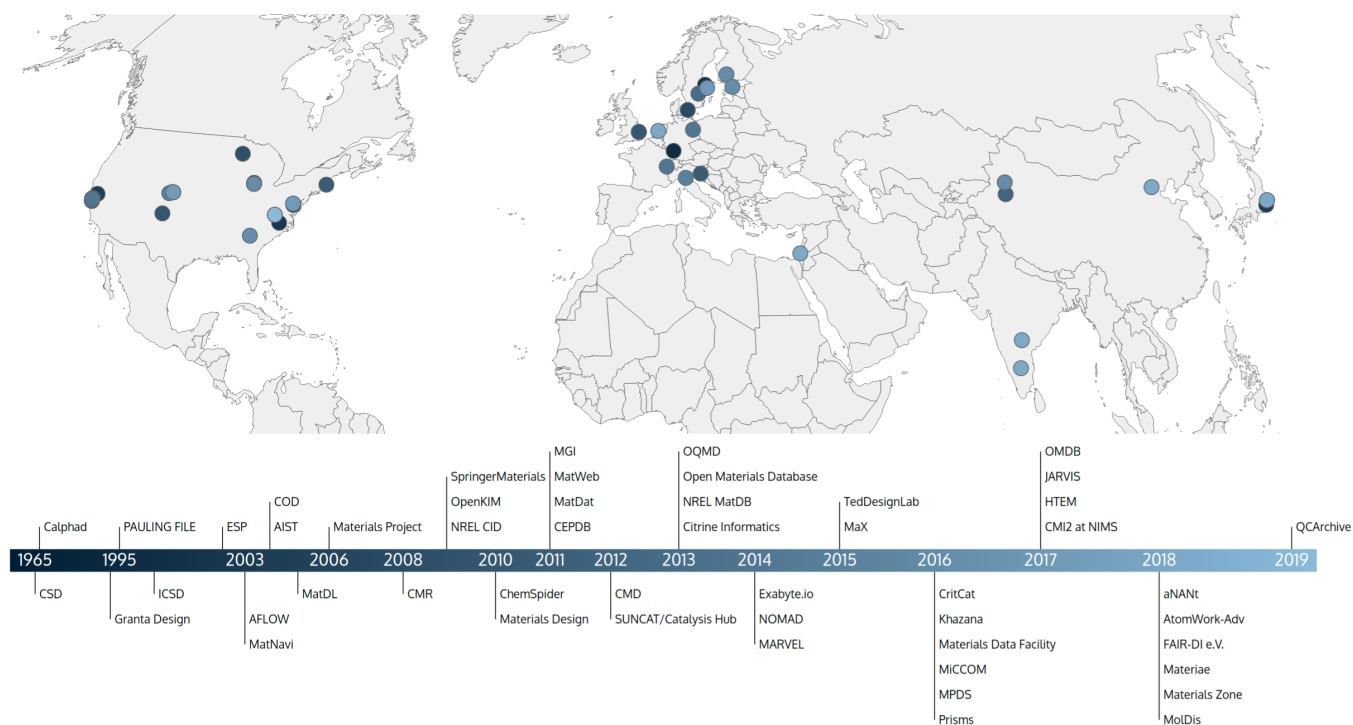 MGI
OQMD
OMDB
SpringerMaterials
MatWeb
Open Materials Database
JARVIS
COD
OpenKIM
MatDat
NREL MatDB
TedDesignLab
HTEM
Calphad
PAULING FILE
ESP
AIST
Materials Project
NREL CID
CEPDB
Citrine Informatics
MaX
CMI2 at NIMS
QCArchive
1965 1995 2003 2006 2008 2010 2011 2012 2013 2014 2015 2016 2017 2018 2019
CSD
ICSD
MatDL
CMR
ChemSpider
CMD
Exabyte.io
CritCat
aNANt
Granta Design
AFLOW
Materials Design
SUNCAT/Catalysis Hub
NOMAD
Khazana
AtomWork-Adv
MatNavi
MARVEL
Materials Data Facility
FAIR-DI e.V.
MiCCOM
Materiae
MPDS
Materials Zone
Prisms
MolDis